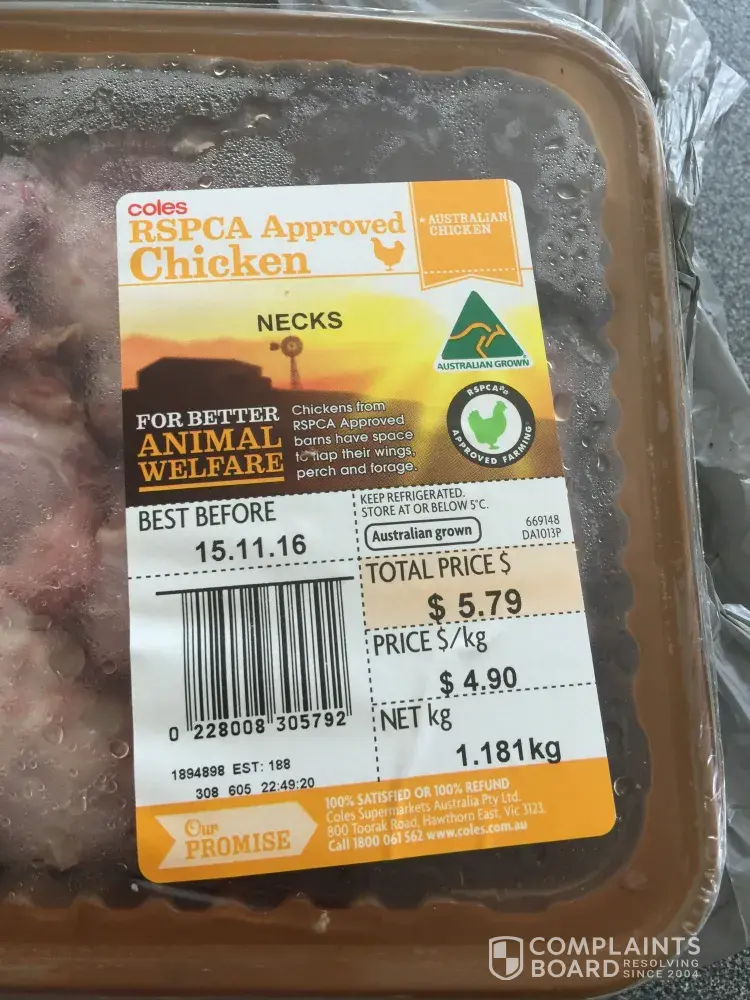 coles
RSPCA Approved
Chicken
AUSTRALIAN
CHICKEN
NECKS
AUSTRALIAN GROWN
RSPCA's
APPROVED FARMING
FOR BETTER
ANIMAL
WELFARE
Chickens from
RSPCA Approved
barns have space
to flap their wings,
perch and forage.
BEST BEFORE
15.11.16
KEEP REFRIGERATED.
STORE AT OR BELOW 5°C.
Australian grown
669148
DA1013P
TOTAL PRICE $
$ 5.79
PRICE $/kg
$ 4.90
NET kg
1.181kg
0 228008 305792
1894898 EST: 188
308 605 22:49:20
Our
PROMISE
100% SATISFIED OR 100% REFUND
Coles Supermarkets Australia Pty Ltd.
800 Toorak Road, Hawthorn East, Vic 3123.
Call 1800 061 562 www.coles.com.au
COMPLAINTS
BOARD RESOLVING
SINCE 2004